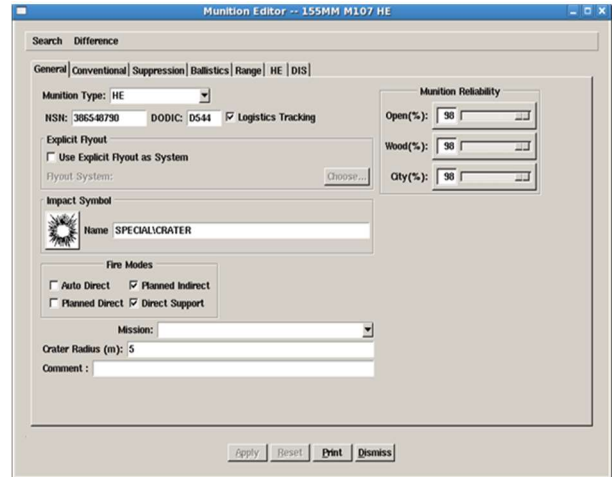 Munition Editor -- 155MM M107 HE
Search Difference
General Conventional Suppression Ballistics Range HE DIS
Munition Type: HE
NSN: 386548790 DODIC: D544 Logistics Tracking
Explicit Flyout
Use Explicit Flyout as System
Flyout System: Choose...
Impact Symbol
Name SPECIAL\CRATER
Fire Modes
Auto Direct Planned Indirect
Planned Direct Direct Support
Mission:
Crater Radius (m): 5
Comment :
Munition Reliability
Open(%): 98
Wood(%): 98
City(%): 98
Apply Reset Print Dismiss